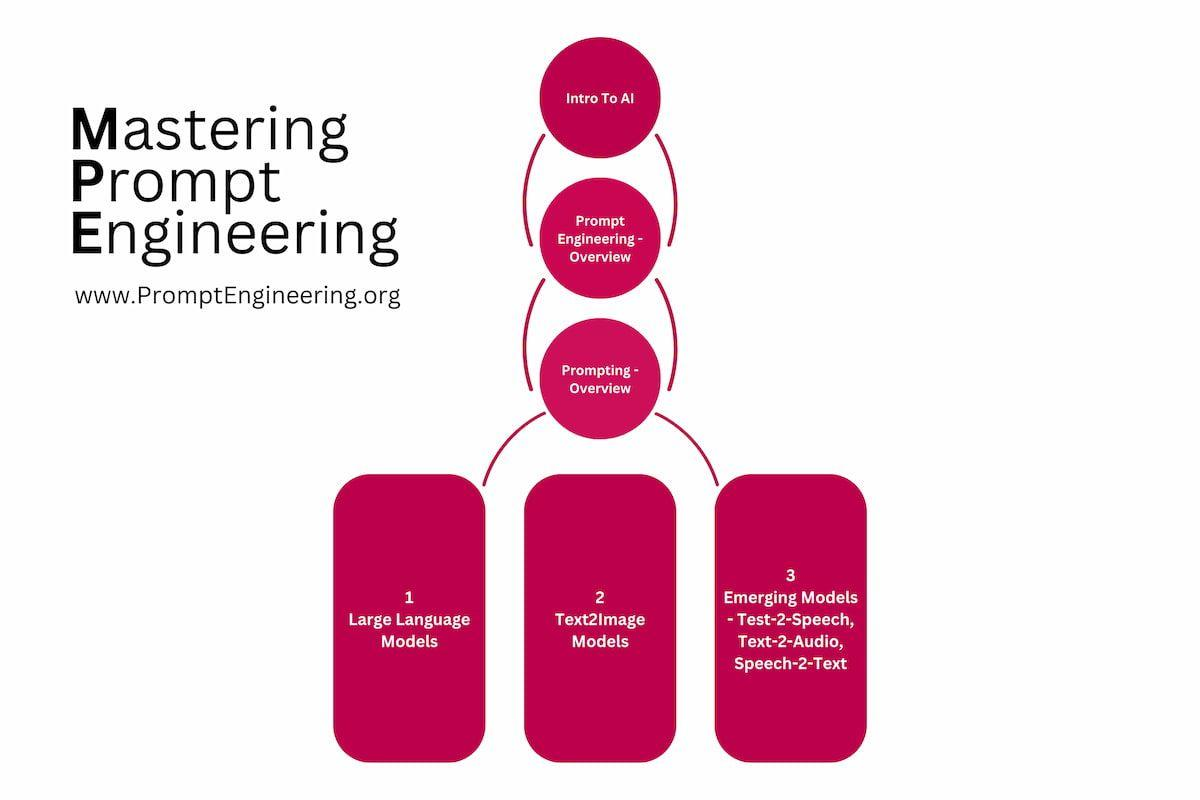 Mastering
Prompt
Engineering
www.PromptEngineering.org
Intro To AI
Prompt
Engineering -
Overview
Prompting -
Overview
1
Large Language
Models
2
Text2Image
Models
3
Emerging Models
- Test-2-Speech,
Text-2-Audio,
Speech-2-Text